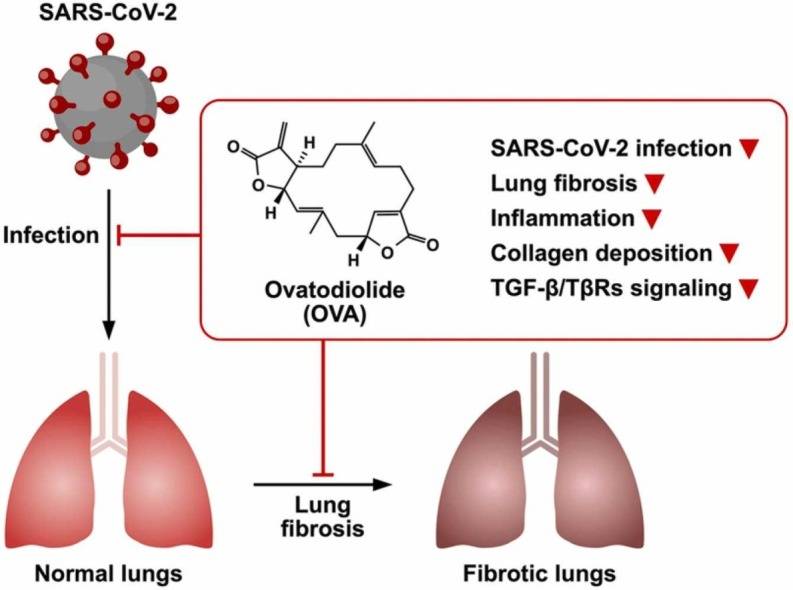 SARS-CoV-2
Infection
O
O
H
H
H
O
O
Ovatodiolide
(OVA)
SARS-CoV-2 infection ▼
Lung fibrosis ▼
Inflammation ▼
Collagen deposition ▼
TGF-β/TβRs signaling ▼
Lung
fibrosis
Normal lungs
Fibrotic lungs